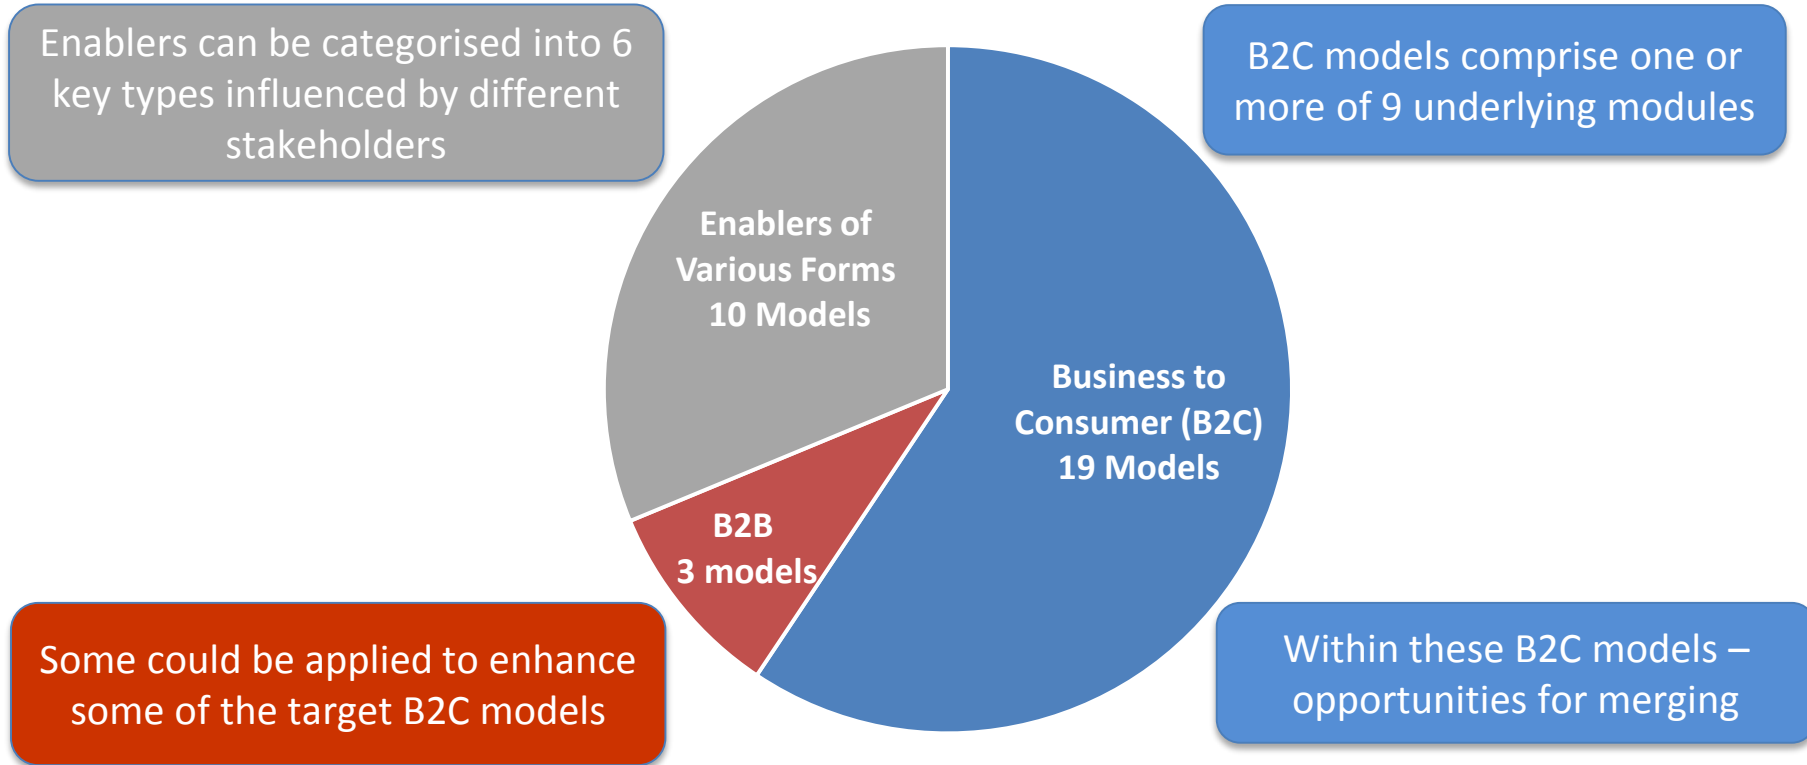 Enablers can be categorised into 6
key types influenced by different
stakeholders
B2C models comprise one or
more of 9 underlying modules
Enablers of
Various Forms
10 Models
Business to
Consumer (B2C)
19 Models
B2B
3 models
Some could be applied to enhance
some of the target B2C models
Within these B2C models –
opportunities for merging